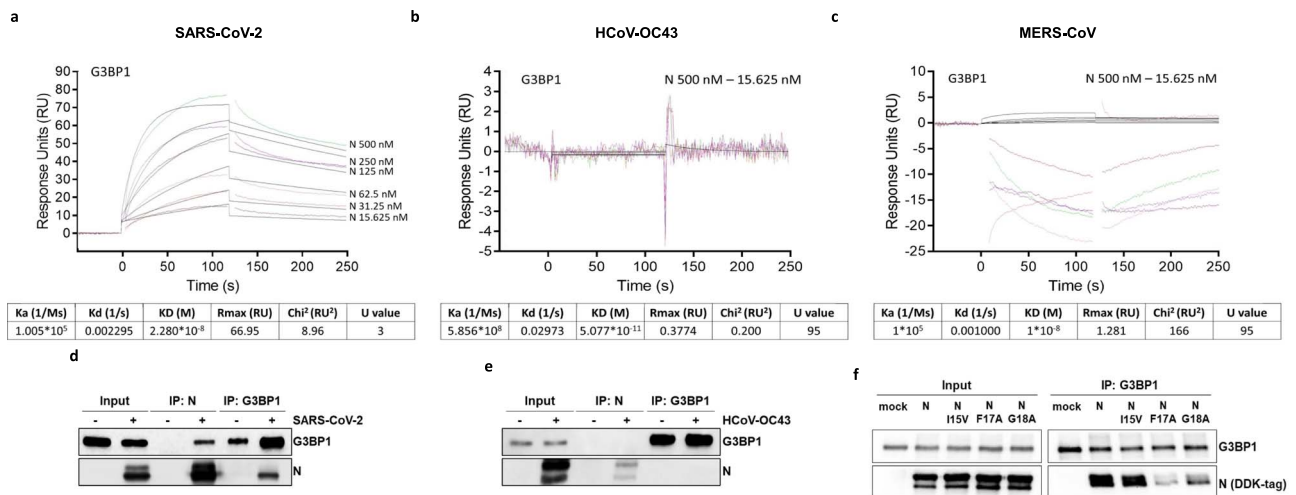 a
SARS-CoV-2
G3BP1
Response Units (RU)
90
80
70
60
50
40
30
20
10
0
N 500 nM
N 250 nM
N 125 nM
N 62.5 nM
N 31.25 nM
N 15.625 nM
0 50 100 150 200 250
Time (s)
Ka (1/Ms) Kd (1/s) KD (M) Rmax (RU) Chi² (RU²) U value
1.005*10⁵ 0.002295 2.280*10⁻⁸ 66.95 8.96 3
b
HCoV-OC43
G3BP1 N 500 nM – 15.625 nM
Response Units (RU)
4
3
2
1
0
-1
-2
-3
-4
-5
0 50 100 150 200 250
Time (s)
Ka (1/Ms) Kd (1/s) KD (M) Rmax (RU) Chi² (RU²) U value
5.856*10⁸ 0.02973 5.077*10⁻¹¹ 0.3774 0.200 95
c
MERS-CoV
G3BP1 N 500 nM – 15.625 nM
Response Units (RU)
10
5
0
-5
-10
-15
-20
-25
0 50 100 150 200 250
Time (s)
Ka (1/Ms) Kd (1/s) KD (M) Rmax (RU) Chi² (RU²) U value
1*10⁵ 0.001000 1*10⁻⁸ 1.281 166 95
d
Input IP: N IP: G3BP1
- + - + - + SARS-CoV-2
G3BP1
N
e
Input IP: N IP: G3BP1
- + - + - + HCoV-OC43
G3BP1
N
f
Input IP: G3BP1
mock N N I15V N F17A N G18A mock N N I15V N F17A N G18A
G3BP1
N (DDK-tag)